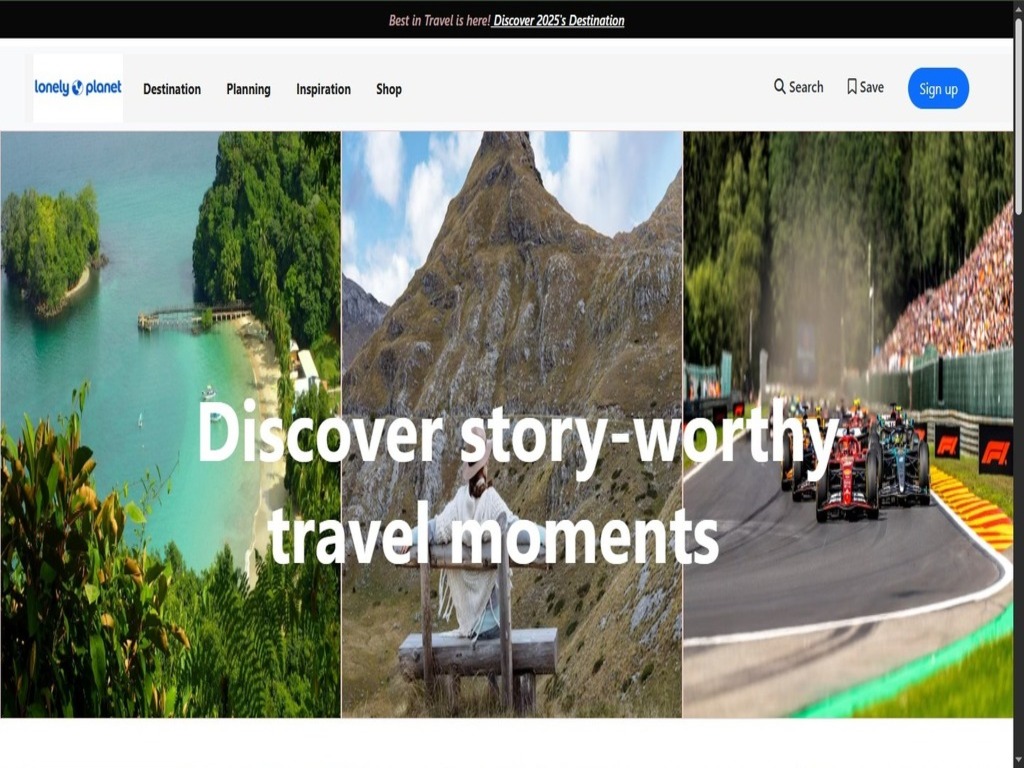 Best in Travel is here! Discover 2025's Destination
lonely planet Destination Planning Inspiration Shop Search Save Sign up
Discover story-worthy
travel moments
F1 F1